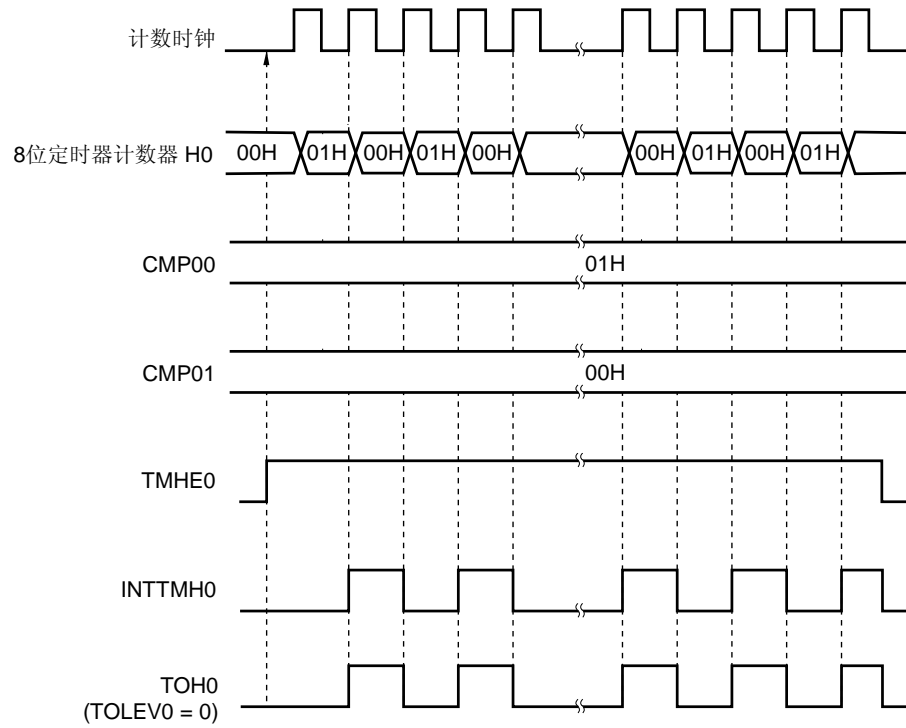 计数时钟
8位定时器计数器 H0 00H 01H 00H 01H 00H 00H 01H 00H 01H
CMP00 01H
CMP01 00H
TMHE0
INTTMH0
TOH0
(TOLEV0 = 0)